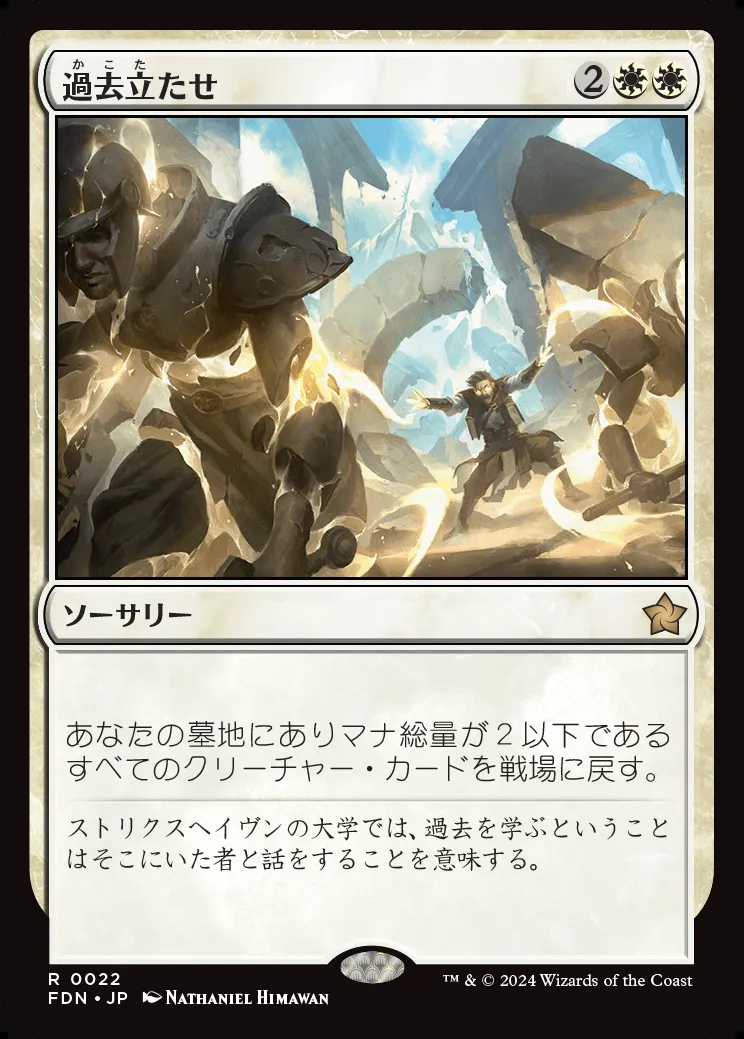 かこた
過去立たせ
2
ソーサリー
あなたの墓地にありマナ総量が2以下である
すべてのクリーチャー・カードを戦場に戻す。
ストリクスヘイヴンの大学では、過去を学ぶということ
はそこにいた者と話をすることを意味する。
R 0022
FDN • JP NATHANIEL HIMAWAN
™ & © 2024 Wizards of the Coast